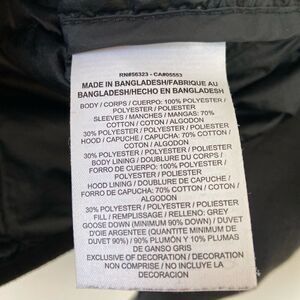 RN#56323 - CA#05553
MADE IN BANGLADESH/FABRIQUE AU
BANGLADESH/HECHO EN BANGLADESH
BODY / CORPS / CUERPO: 100% POLYESTER /
POLYESTER / POLIESTER
SLEEVES / MANCHES / MANGAS: 70%
COTTON / COTON / ALGODON
30% POLYESTER / POLYESTER / POLIESTER
HOOD / CAPUCHE / CAPUCHA: 70% COTTON /
COTON / ALGODON
30% POLYESTER / POLYESTER / POLIESTER
BODY LINING / DOUBLURE DU CORPS /
FORRO DE CUERPO: 100% POLYESTER /
POLYESTER / POLIESTER
HOOD LINING / DOUBLURE DE CAPUCHE /
FORRO DE CAPUCHA: 70% COTTON / COTON /
ALGODON
30% POLYESTER / POLYESTER / POLIESTER
FILL / REMPLISSAGE / RELLENO: GREY
GOOSE DOWN (MINIMUM 90% DOWN) / DUVET
D'OIE ARGENTEE (QUANTITÉ MINIMUM DE
DUVET 90%) / 90% PLUMÓN Y 10% PLUMAS
DE GANSO GRIS
EXCLUSIVE OF DECORATION / DECORATION
NON COMPRISE / NO INCLUYE LA
DECORACION